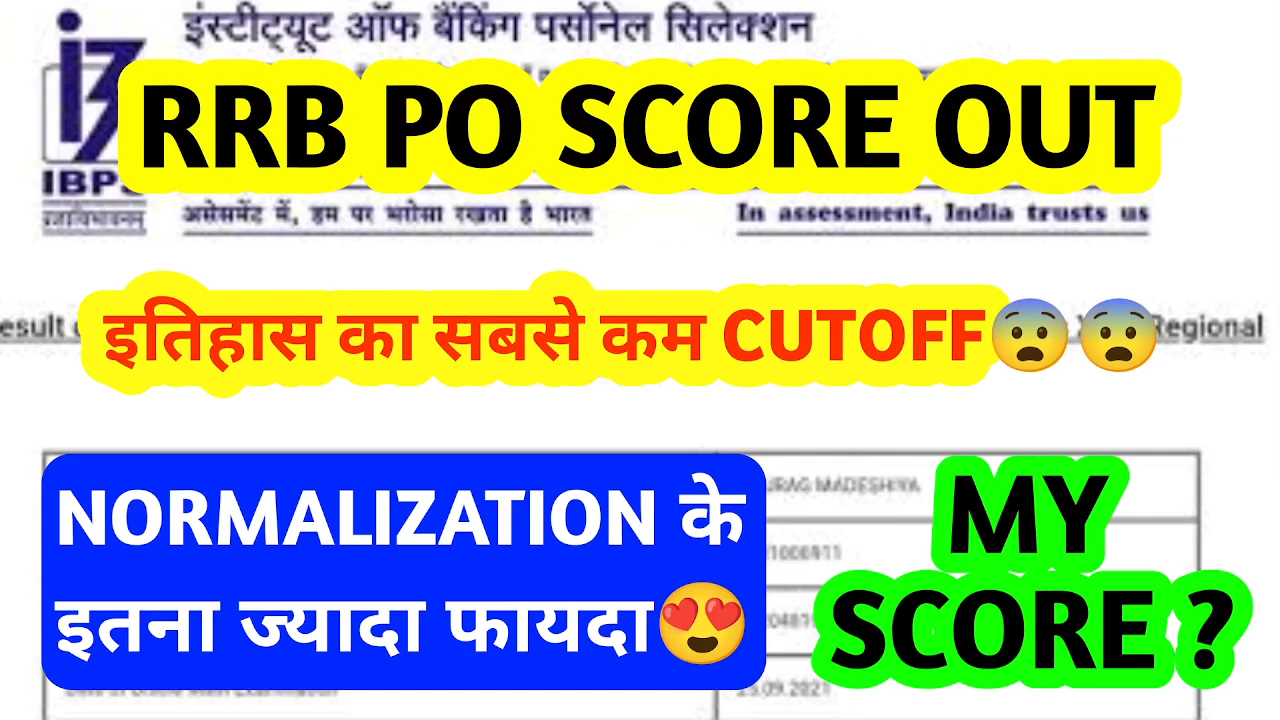 इंस्टीट्यूट ऑफ बैंकिंग पर्सोनेल सिलेक्शन
RRB PO SCORE OUT
IBPS
असेसमेंट में, हम पर भरोसा रखता है भारत In assessment, India trusts us
इतिहास का सबसे कम CUTOFF😨😨 Regional
NORMALIZATION के
इतना ज्यादा फायदा😍
MADESHIYA
MY
SCORE ?
.09.2021